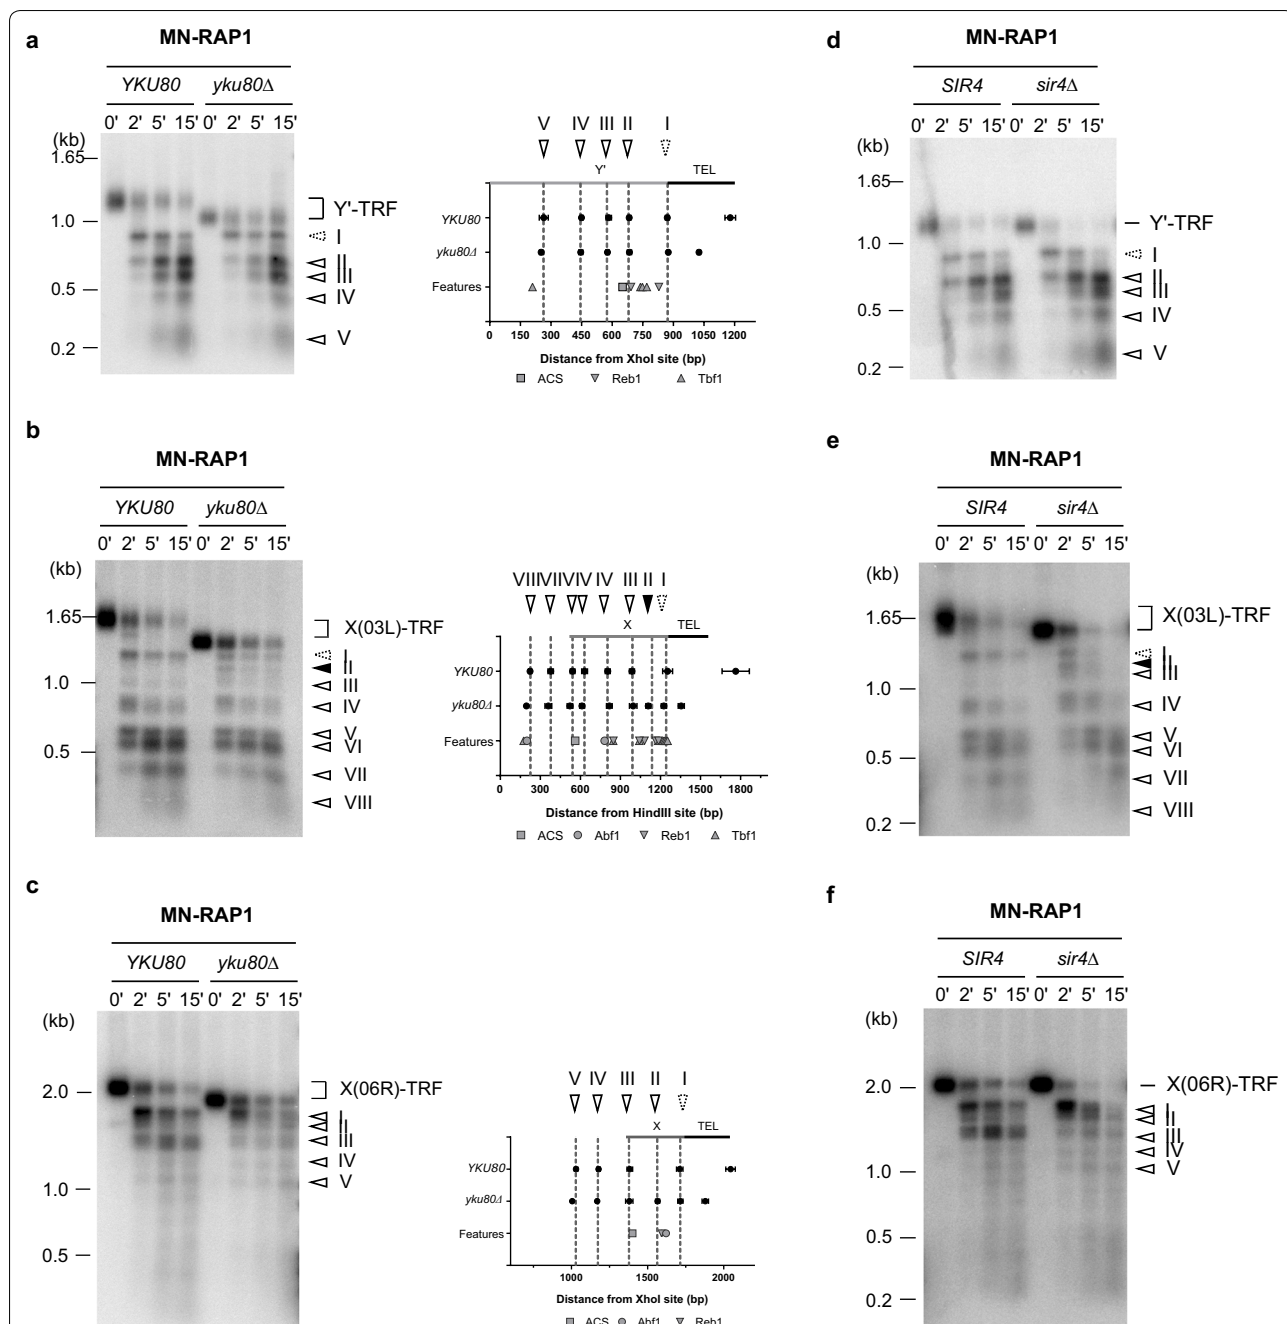 a
MN-RAP1
YKU80 yku80Δ
0' 2' 5' 15' 0' 2' 5' 15'
(kb)
1.65
1.0
0.5
0.2
Y'-TRF
I
II
III
IV
V
V IV III II I
Y' TEL
YKU80
yku80Δ
Features
0 150 300 450 600 750 900 1050 1200
Distance from XhoI site (bp)
ACS Reb1 Tbf1
d
MN-RAP1
SIR4 sir4Δ
0' 2' 5' 15' 0' 2' 5' 15'
(kb)
1.65
1.0
0.5
0.2
Y'-TRF
I
II
III
IV
V
b
MN-RAP1
YKU80 yku80Δ
0' 2' 5' 15' 0' 2' 5' 15'
(kb)
1.65
1.0
0.5
X(03L)-TRF
I
II
III
IV
V
VI
VII
VIII
VIII VII VI V IV III II I
X TEL
YKU80
yku80Δ
Features
0 300 600 900 1200 1500 1800
Distance from HindIII site (bp)
ACS Abf1 Reb1 Tbf1
e
MN-RAP1
SIR4 sir4Δ
0' 2' 5' 15' 0' 2' 5' 15'
(kb)
1.65
1.0
0.5
0.2
X(03L)-TRF
I
II
III
IV
V
VI
VII
VIII
c
MN-RAP1
YKU80 yku80Δ
0' 2' 5' 15' 0' 2' 5' 15'
(kb)
2.0
1.0
0.5
X(06R)-TRF
I
II
III
IV
V
V IV III II I
X TEL
YKU80
yku80Δ
Features
1000 1500 2000
Distance from XhoI site (bp)
ACS Abf1 Reb1
f
MN-RAP1
SIR4 sir4Δ
0' 2' 5' 15' 0' 2' 5' 15'
(kb)
2.0
1.0
0.5
0.2
X(06R)-TRF
I
II
III
IV
V